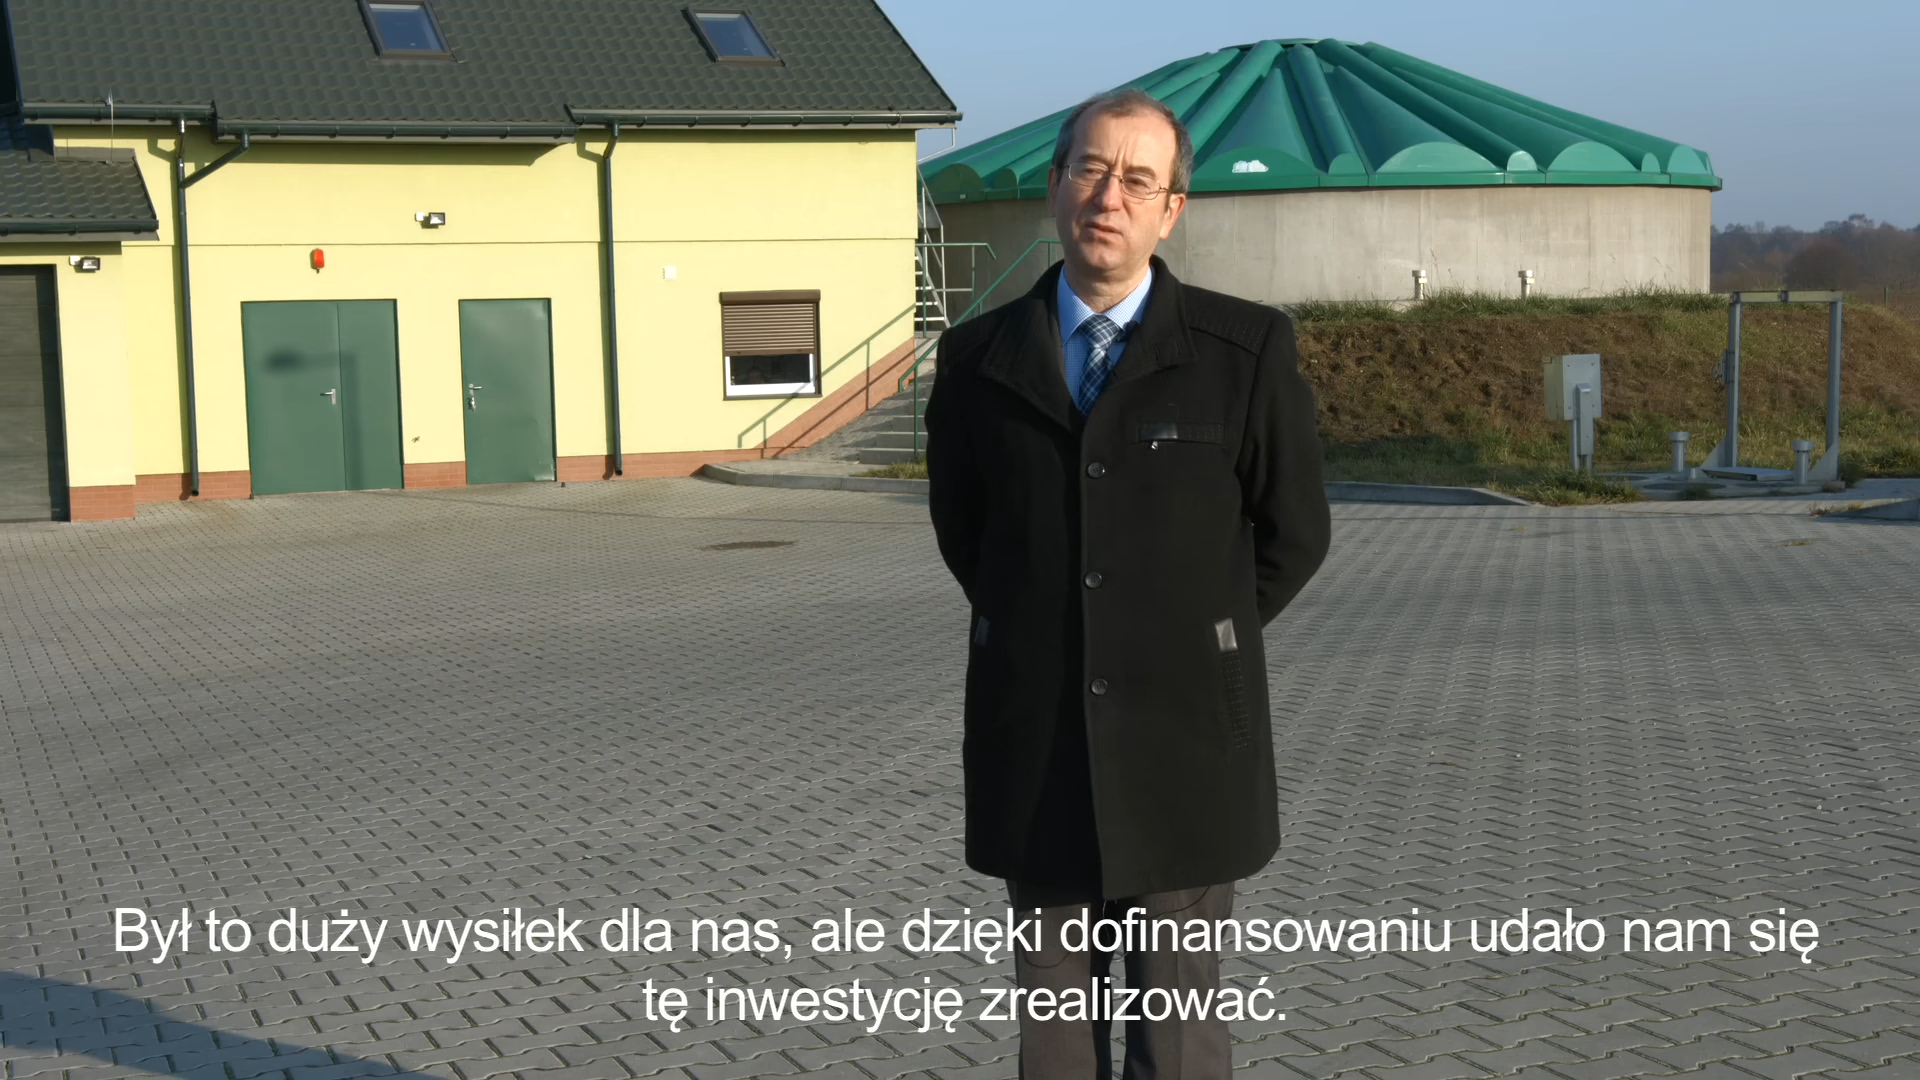 Był to duży wysiłek dla nas, ale dzięki dofinansowaniu udało nam się
tę inwestycję zrealizować.